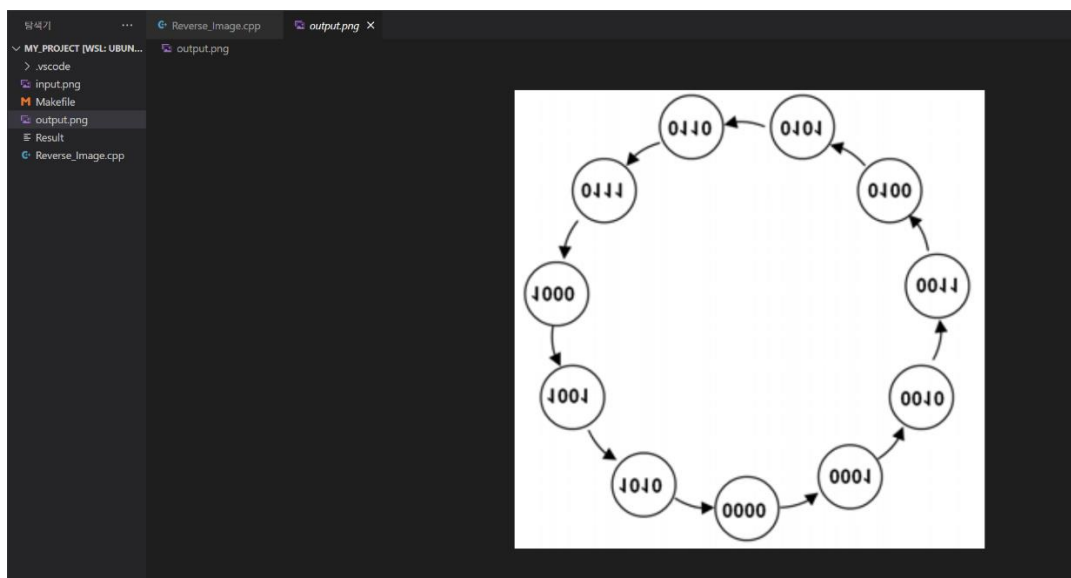 탐색기 ...
MY_PROJECT [WSL: UBUN...
.vscode
input.png
Makefile
output.png
Result
Reverse_Image.cpp
Reverse_Image.cpp
output.png
output.png
0110
0101
0111
0100
1000
0011
1001
0010
1010
0001
0000